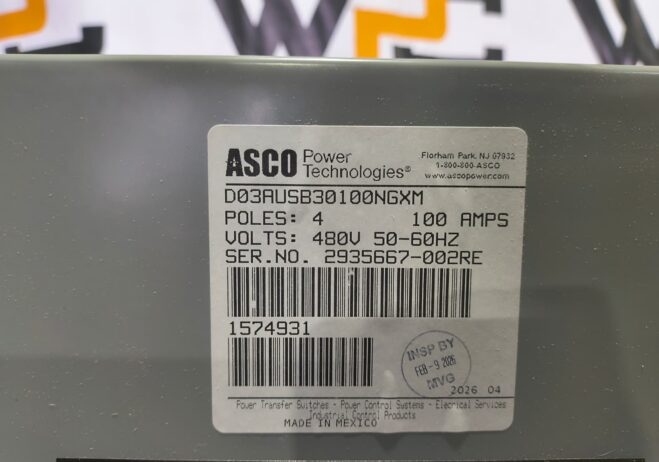 ASCO Power Technologies®
Florham Park, NJ 07932
1-800-800-ASCO
www.ascopower.com
D03AUSB30100NGXM
POLES: 4 100 AMPS
VOLTS: 480V 50-60HZ
SER.NO. 2935667-002RE
1574931
INSP BY
FEB-9 2026
MVG
2026 04
Power Transfer Switches - Power Control Systems - Electrical Services
Industrial Control Products
MADE IN MEXICO